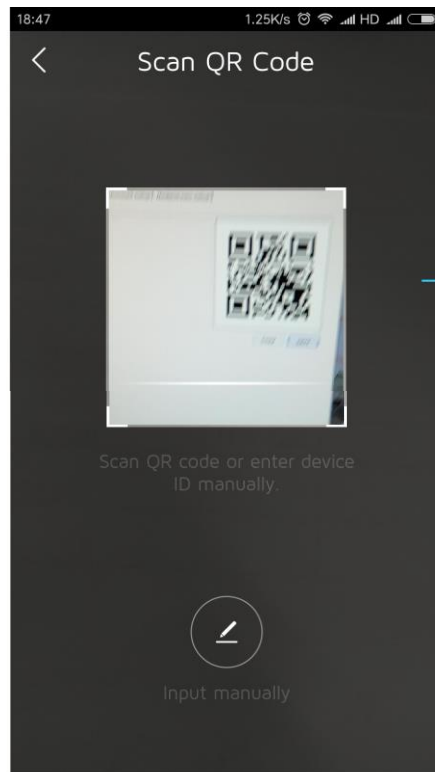 18:47 1.25K/s HD
Scan QR Code
Scan QR code or enter device
ID manually.
Input manually